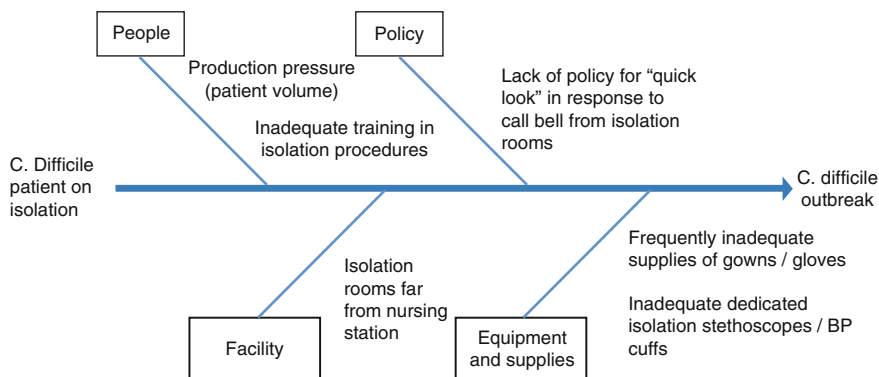 People
Policy
Production pressure
(patient volume)
Inadequate training in
isolation procedures
Lack of policy for “quick
look” in response to
call bell from isolation
rooms
C. Difficile
patient on
isolation
C. difficile
outbreak
Isolation
rooms far
from nursing
station
Facility
Equipment
and supplies
Frequently inadequate
supplies of gowns / gloves
Inadequate dedicated
isolation stethoscopes / BP
cuffs